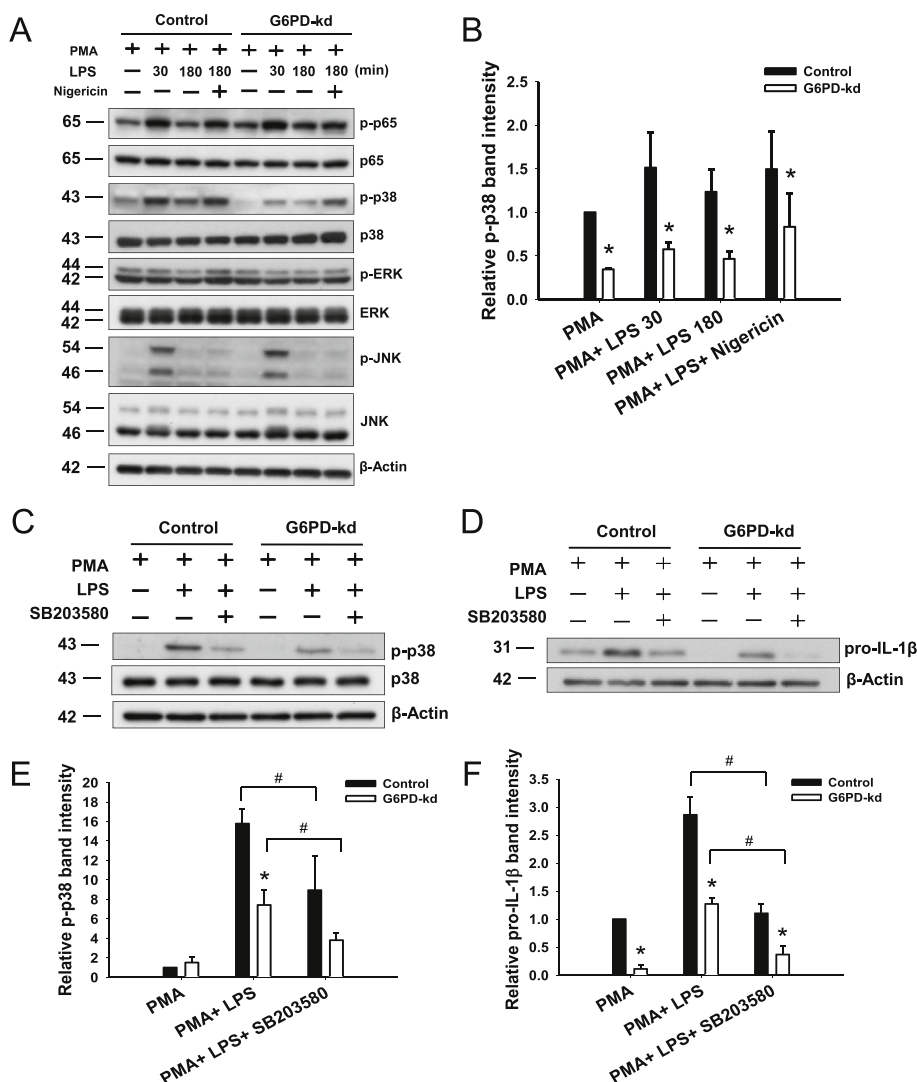 A
Control G6PD-kd
PMA + + + + + + + +
LPS − 30 180 180 − 30 180 180 (min)
Nigericin − − − + − − − +
65 p-p65
65 p65
43 p-p38
43 p38
44
42 p-ERK
44
42 ERK
54
46 p-JNK
54
46 JNK
42 β-Actin
B
Control
G6PD-kd
Relative p-p38 band intensity
2.5
2.0
1.5
1.0
0.5
0.0
* * * *
PMA
PMA+ LPS 30
PMA+ LPS 180
PMA+ LPS+ Nigericin
C
Control G6PD-kd
PMA + + + + + +
LPS − + + − + +
SB203580 − − + − − +
43 p-p38
43 p38
42 β-Actin
D
Control G6PD-kd
PMA + + + + + +
LPS − + + − + +
SB203580 − − + − − +
31 pro-IL-1β
42 β-Actin
E
Control
G6PD-kd
Relative p-p38 band intensity
20
18
16
14
12
10
8
6
4
2
0
#
#
*
PMA
PMA+ LPS
PMA+ LPS+ SB203580
F
Control
G6PD-kd
Relative pro-IL-1β band intensity
3.5
3.0
2.5
2.0
1.5
1.0
0.5
0.0
#
#
* * *
PMA
PMA+ LPS
PMA+ LPS+ SB203580